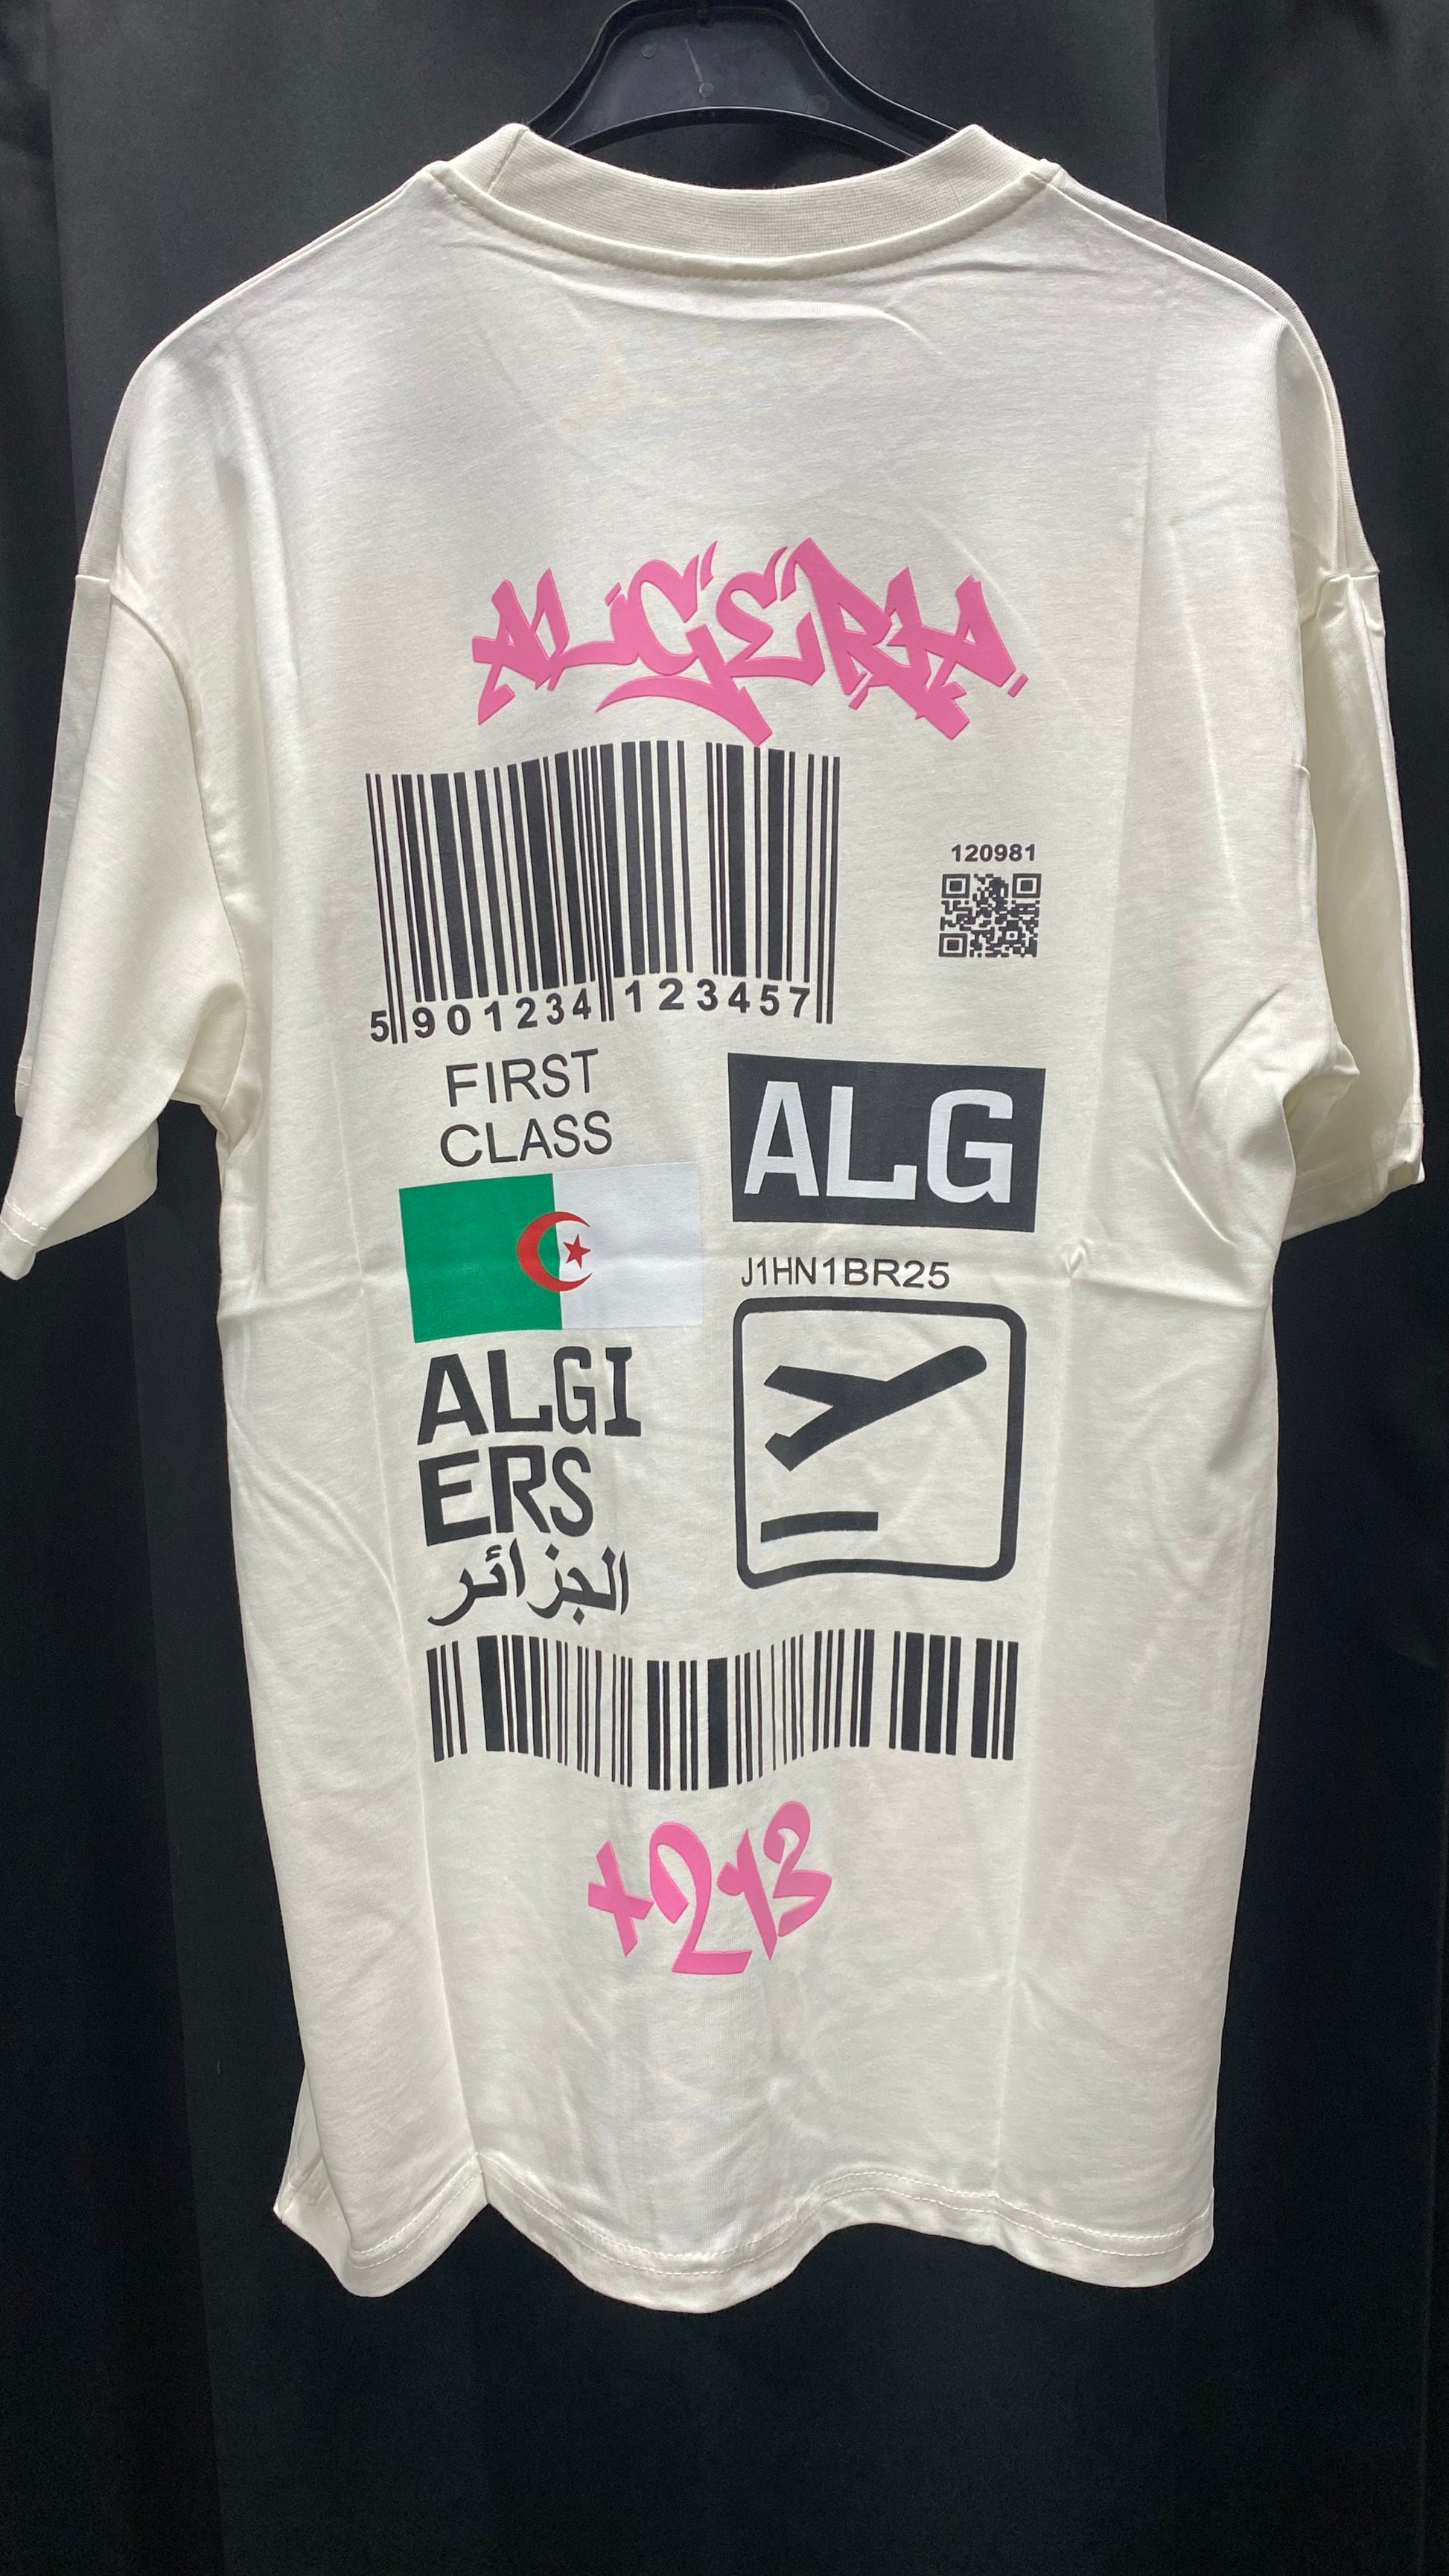 ALGERIA
120981
5 901234 123457
FIRST
CLASS
ALG
J1HN1BR25
ALGI
ERS
الجزائر
+213